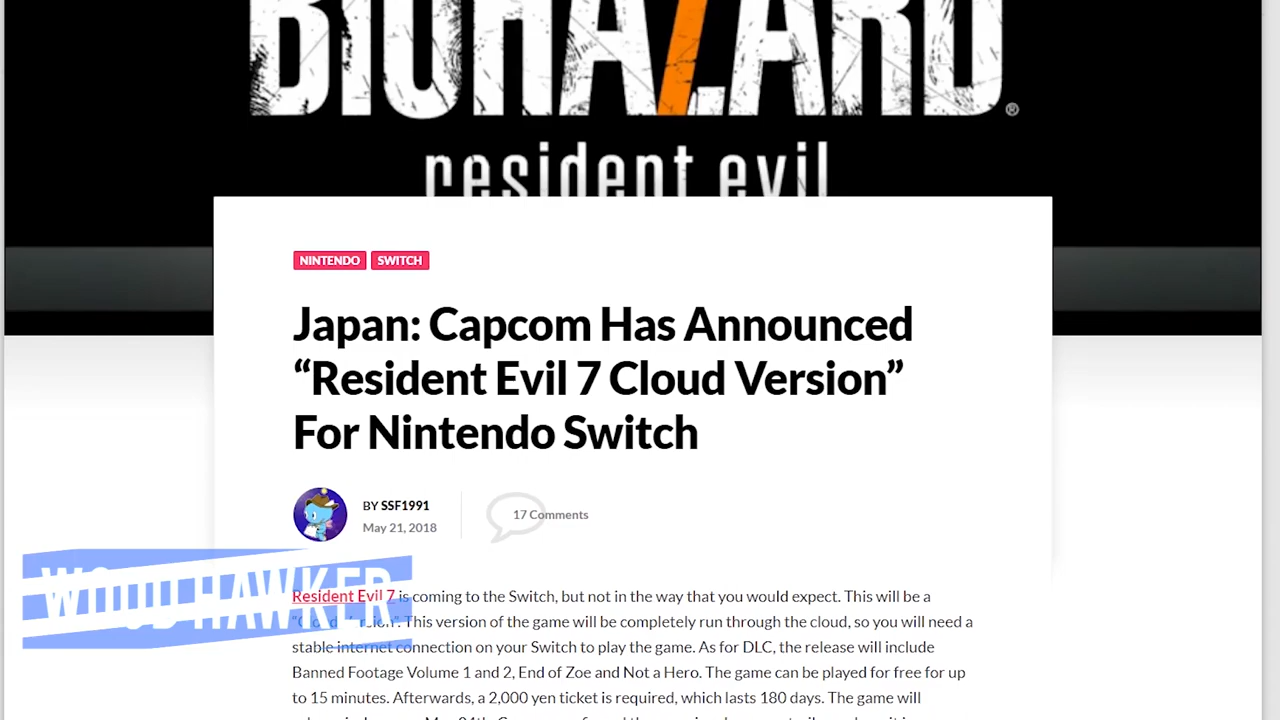 BIOHAZARD®
resident evil
NINTENDO SWITCH
Japan: Capcom Has Announced
“Resident Evil 7 Cloud Version”
For Nintendo Switch
BY SSF1991
May 21, 2018
17 Comments
Resident Evil 7 is coming to the Switch, but not in the way that you would expect. This will be a
This version of the game will be completely run through the cloud, so you will need a
stable internet connection on your Switch to play the game. As for DLC, the release will include
Banned Footage Volume 1 and 2, End of Zoe and Not a Hero. The game can be played for free for up
to 15 minutes. Afterwards, a 2,000 yen ticket is required, which lasts 180 days. The game will
WOOD HAWKER